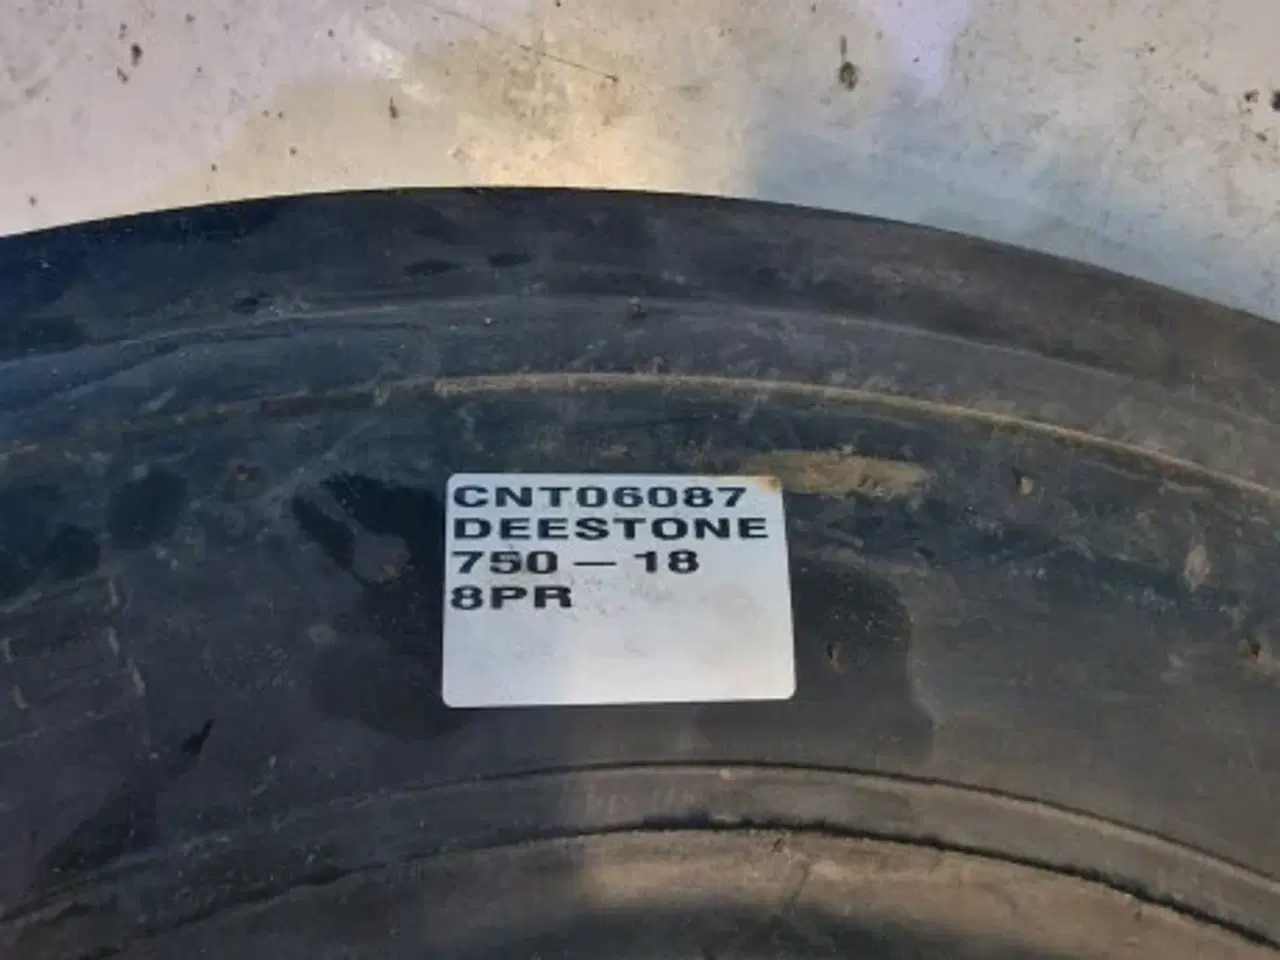 CNT06087
DEESTONE
750 — 18
8PR